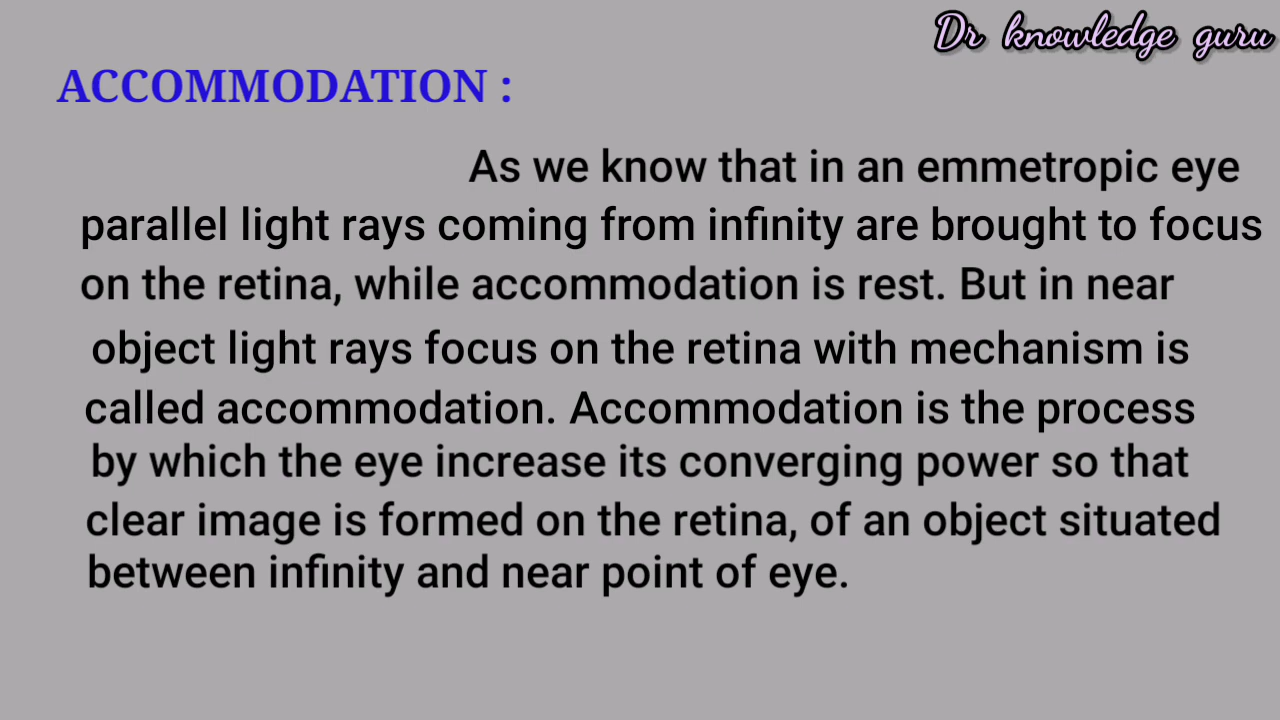 Dr knowledge guru
ACCOMMODATION :
As we know that in an emmetropic eye
parallel light rays coming from infinity are brought to focus
on the retina, while accommodation is rest. But in near
object light rays focus on the retina with mechanism is
called accommodation. Accommodation is the process
by which the eye increase its converging power so that
clear image is formed on the retina, of an object situated
between infinity and near point of eye.